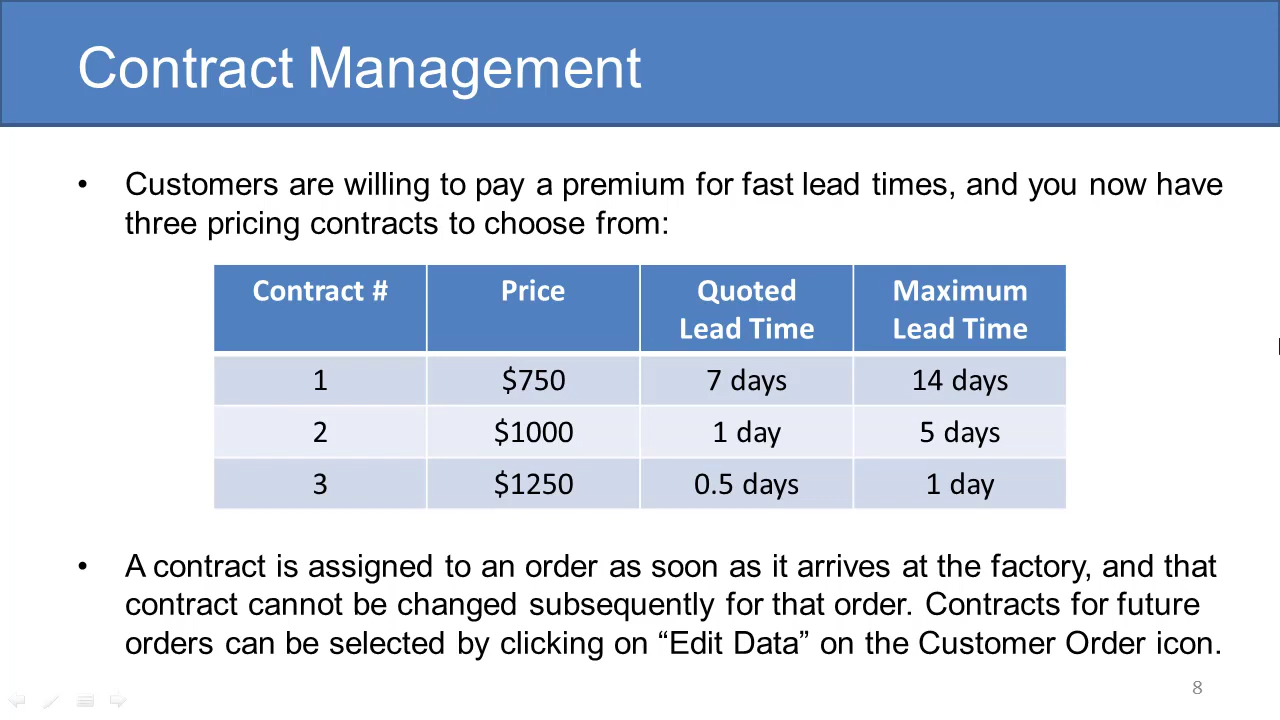 Contract Management
• Customers are willing to pay a premium for fast lead times, and you now have
three pricing contracts to choose from:
Contract # Price Quoted Lead Time Maximum Lead Time
1 $750 7 days 14 days
2 $1000 1 day 5 days
3 $1250 0.5 days 1 day
• A contract is assigned to an order as soon as it arrives at the factory, and that
contract cannot be changed subsequently for that order. Contracts for future
orders can be selected by clicking on “Edit Data” on the Customer Order icon.
8